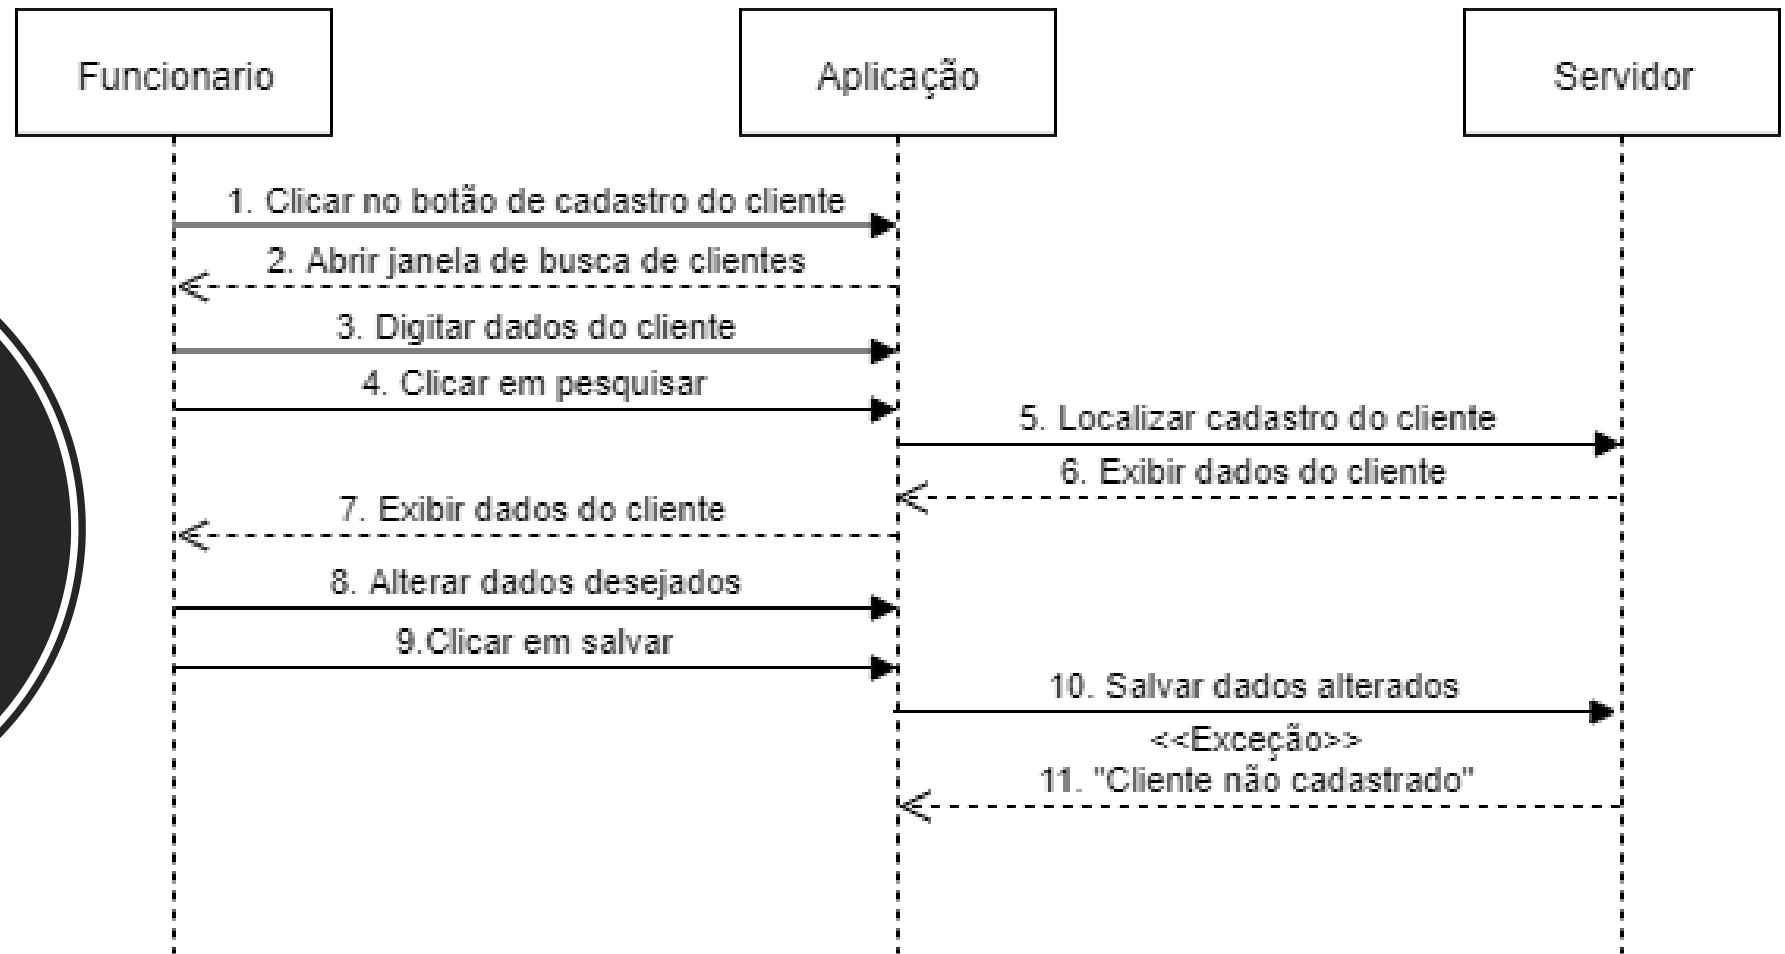 Funcionario
Aplicação
Servidor
1. Clicar no botão de cadastro do cliente
2. Abrir janela de busca de clientes
3. Digitar dados do cliente
4. Clicar em pesquisar
5. Localizar cadastro do cliente
6. Exibir dados do cliente
7. Exibir dados do cliente
8. Alterar dados desejados
9.Clicar em salvar
10. Salvar dados alterados
<<Exceção>>
11. "Cliente não cadastrado"